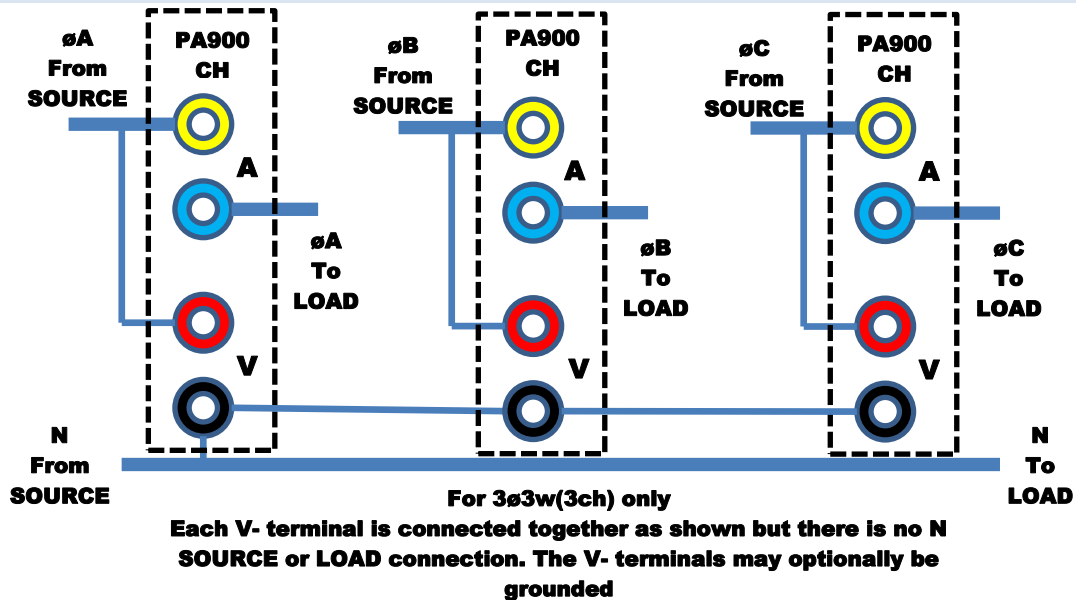 øA
From
SOURCE
PA900
CH
A
øA
To
LOAD
V
øB
From
SOURCE
PA900
CH
A
øB
To
LOAD
V
øC
From
SOURCE
PA900
CH
A
øC
To
LOAD
V
N
From
SOURCE
N
To
LOAD
For 3ø3w(3ch) only
Each V- terminal is connected together as shown but there is no N
SOURCE or LOAD connection. The V- terminals may optionally be
grounded